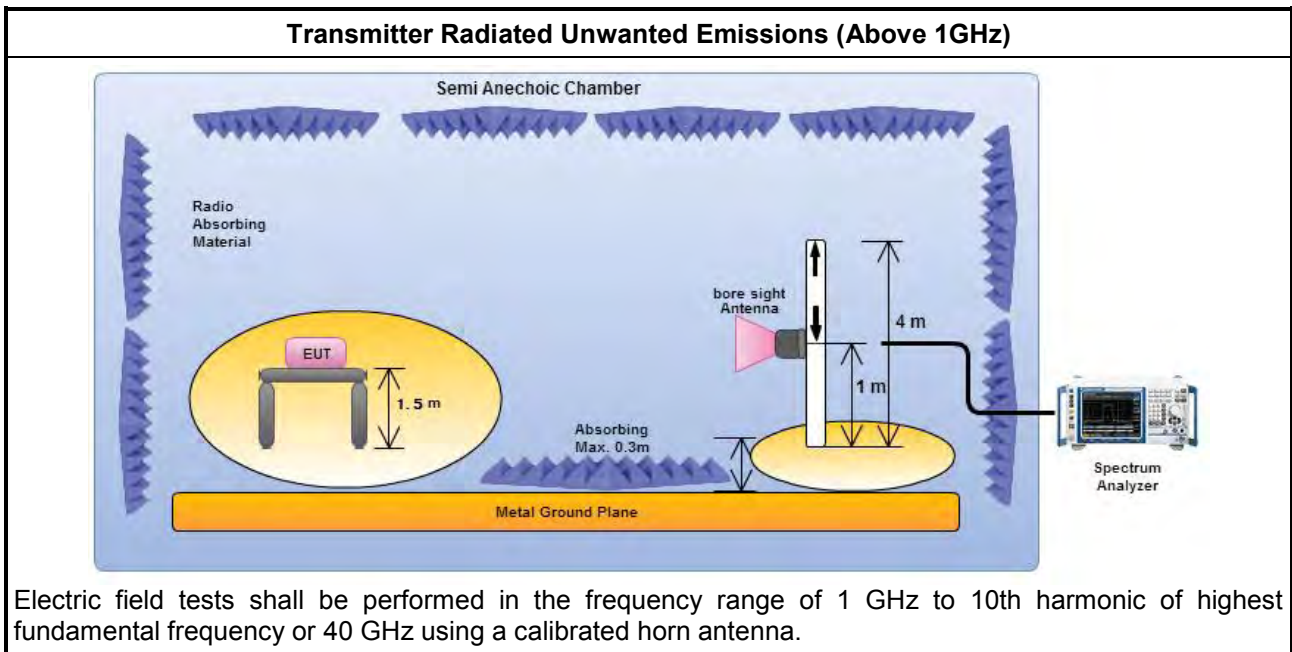 Transmitter Radiated Unwanted Emissions (Above 1GHz)
Semi Anechoic Chamber
Radio
Absorbing
Material
bore sight
Antenna
4 m
EUT
1 m
1. 5 m
Absorbing
Max. 0.3m
Spectrum
Analyzer
Metal Ground Plane
Electric field tests shall be performed in the frequency range of 1 GHz to 10th harmonic of highest
fundamental frequency or 40 GHz using a calibrated horn antenna.